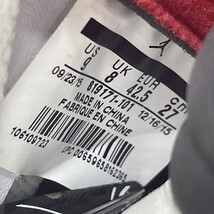 US UK EUR cm
9 8 42.5 27
09/23/15 819771-101 12/16/15
MADE IN CHINA
FABRIQUE EN CHINE
106109723